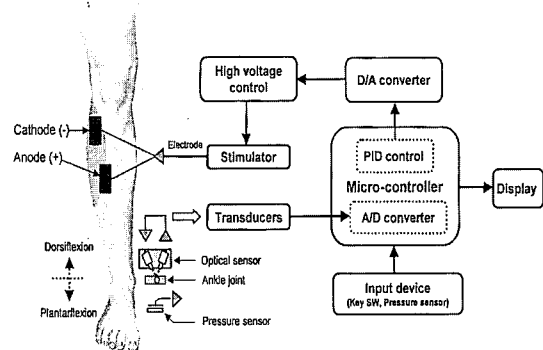 High voltage
control
D/A converter
Cathode (-)
Anode (+)
Electrode
Stimulator
PID control
Micro-controller
A/D converter
Display
Transducers
Dorsiflexion
Plantarflexion
Optical sensor
Ankle joint
Pressure sensor
Input device
(Key SW, Pressure sensor)